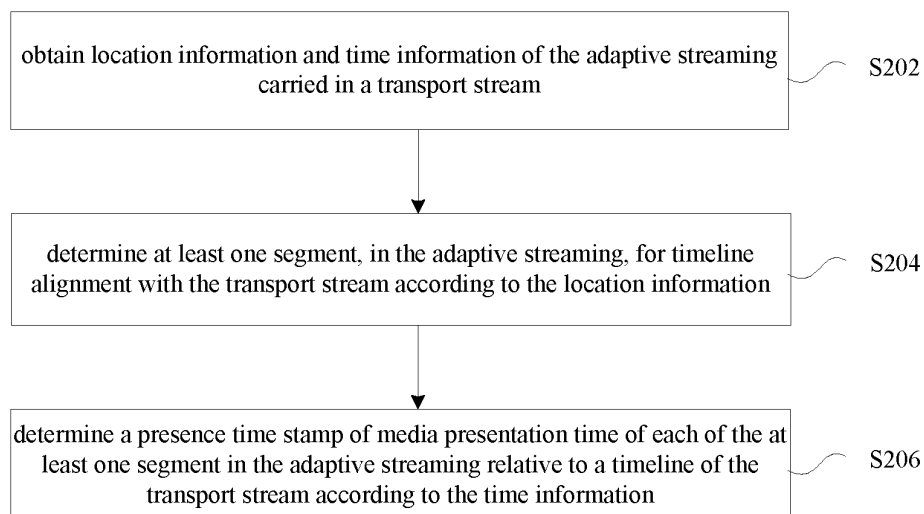 obtain location information and time information of the adaptive streaming
carried in a transport stream
S202
determine at least one segment, in the adaptive streaming, for timeline
alignment with the transport stream according to the location information
S204
determine a presence time stamp of media presentation time of each of the at
least one segment in the adaptive streaming relative to a timeline of the
transport stream according to the time information
S206